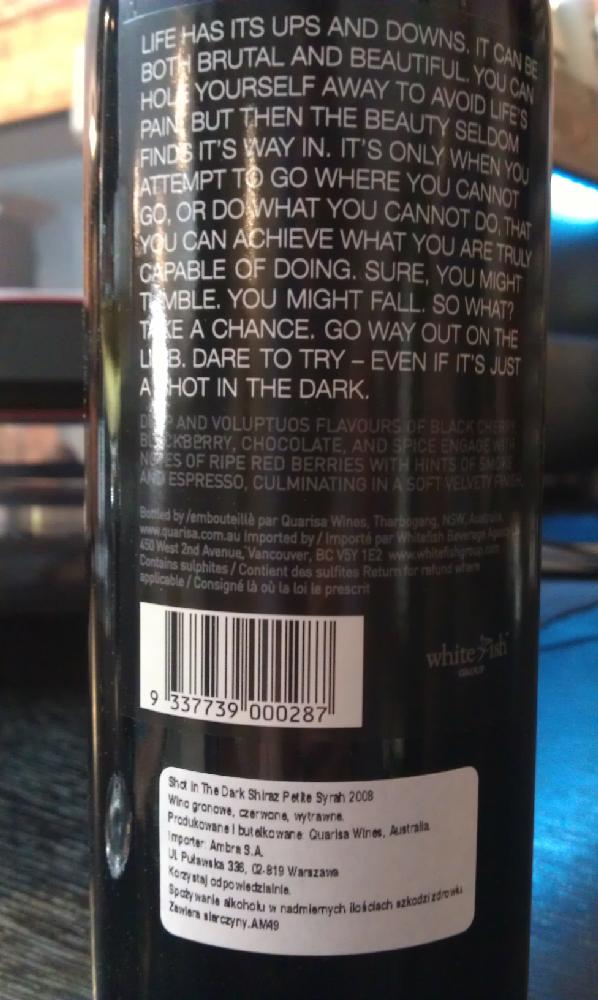 LIFE HAS ITS UPS AND DOWNS. IT CAN BE
BOTH BRUTAL AND BEAUTIFUL. YOU CAN
HOLE YOURSELF AWAY TO AVOID LIFE'S
PAIN. BUT THEN THE BEAUTY SELDOM
FINDS IT'S WAY IN. IT'S ONLY WHEN YOU
ATTEMPT TO GO WHERE YOU CANNOT
GO, OR DO WHAT YOU CANNOT DO, THAT
YOU CAN ACHIEVE WHAT YOU ARE TRULY
CAPABLE OF DOING. SURE, YOU MIGHT
TUMBLE. YOU MIGHT FALL. SO WHAT?
TAKE A CHANCE. GO WAY OUT ON THE
LIMB. DARE TO TRY – EVEN IF IT'S JUST
A SHOT IN THE DARK.
DEEP AND VOLUPTUOS FLAVOURS OF BLACK CHERRY,
BLACKBERRY, CHOCOLATE, AND SPICE ENGAGE WITH
NOTES OF RIPE RED BERRIES WITH HINTS OF SMOKE
AND ESPRESSO, CULMINATING IN A SOFT VELVETY FINISH.
Bottled by /embouteillè par Quarisa Wines, Tharbogang, NSW, Australia.
www.quarisa.com.au Imported by / Importé par Whitefish Beverage Agency
450 West 2nd Avenue, Vancouver, BC V5Y 1E2 www.whitefishgroup.com
Contains sulphites / Contient des sulfites Return for refund where
applicable / Consigné là où la loi le prescrit
9 337739 000287
white fish
GROUP
Shot In The Dark Shiraz Petite Syrah 2008
Wino gronowe, czerwone, wytrawne.
Produkowane i butelkowane: Quarisa Wines, Australia.
Importer: Ambra S.A.
Ul. Puławska 336, 02-819 Warszawa
Korzystaj odpowiedzialnie.
Spożywanie alkoholu w nadmiernych ilościach szkodzi zdrowiu.
Zawiera siarczyny. AM49